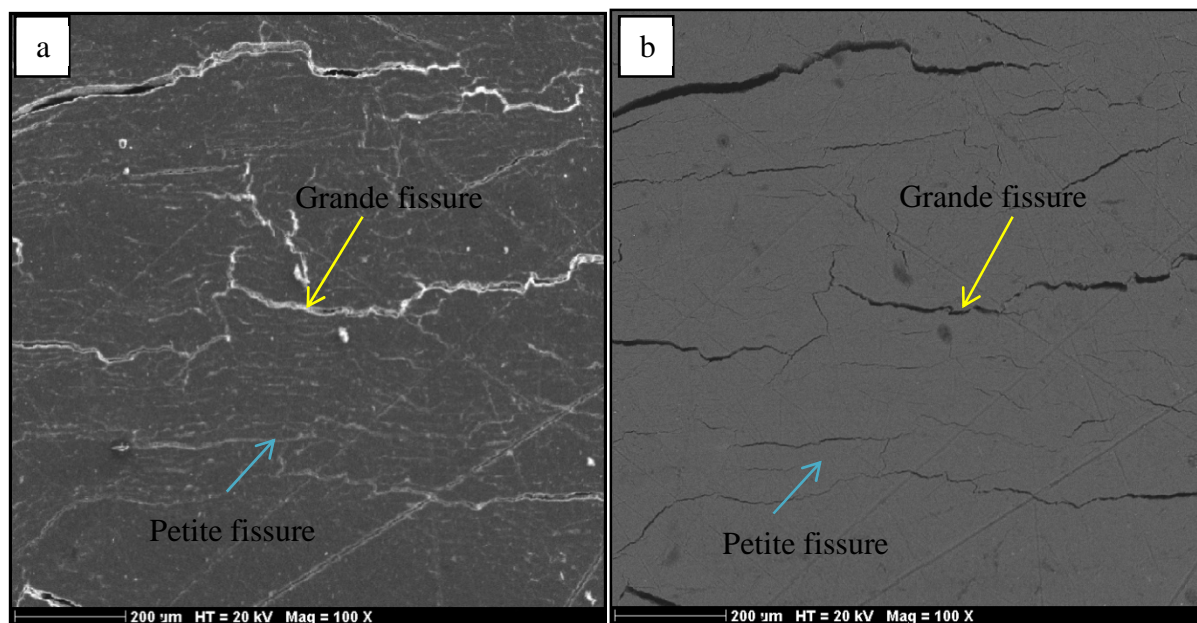 a
b
Grande fissure
Grande fissure
Petite fissure
Petite fissure
200 µm HT = 20 kV Mag = 100 X
200 µm HT = 20 kV Mag = 100 X